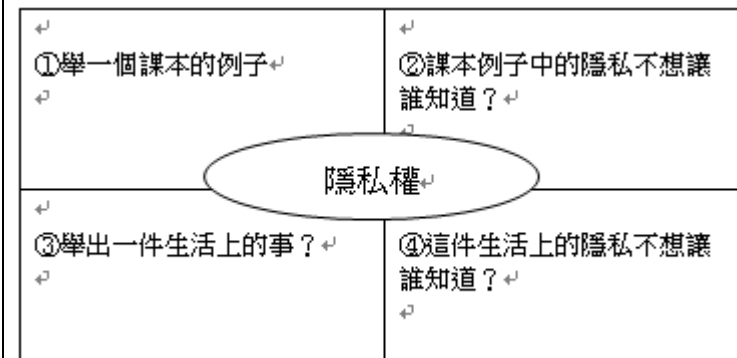 ①舉一個課本的例子
②課本例子中的隱私不想讓
誰知道？
隱私權
③舉出一件生活上的事？
④這件生活上的隱私不想讓
誰知道？